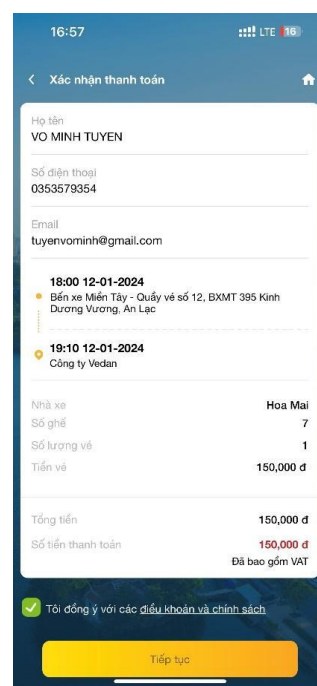 16:57 LTE 16
Xác nhận thanh toán
Họ tên
VO MINH TUYEN
Số điện thoại
0353579354
Email
tuyenvominh@gmail.com
18:00 12-01-2024
Bến xe Miền Tây - Quầy vé số 12, BXMT 395 Kinh
Dương Vương, An Lạc
19:10 12-01-2024
Công ty Vedan
Nhà xe Hoa Mai
Số ghế 7
Số lượng vé 1
Tiền vé 150,000 đ
Tổng tiền 150,000 đ
Số tiền thanh toán 150,000 đ
Đã bao gồm VAT
Tôi đồng ý với các điều khoản và chính sách
Tiếp tục